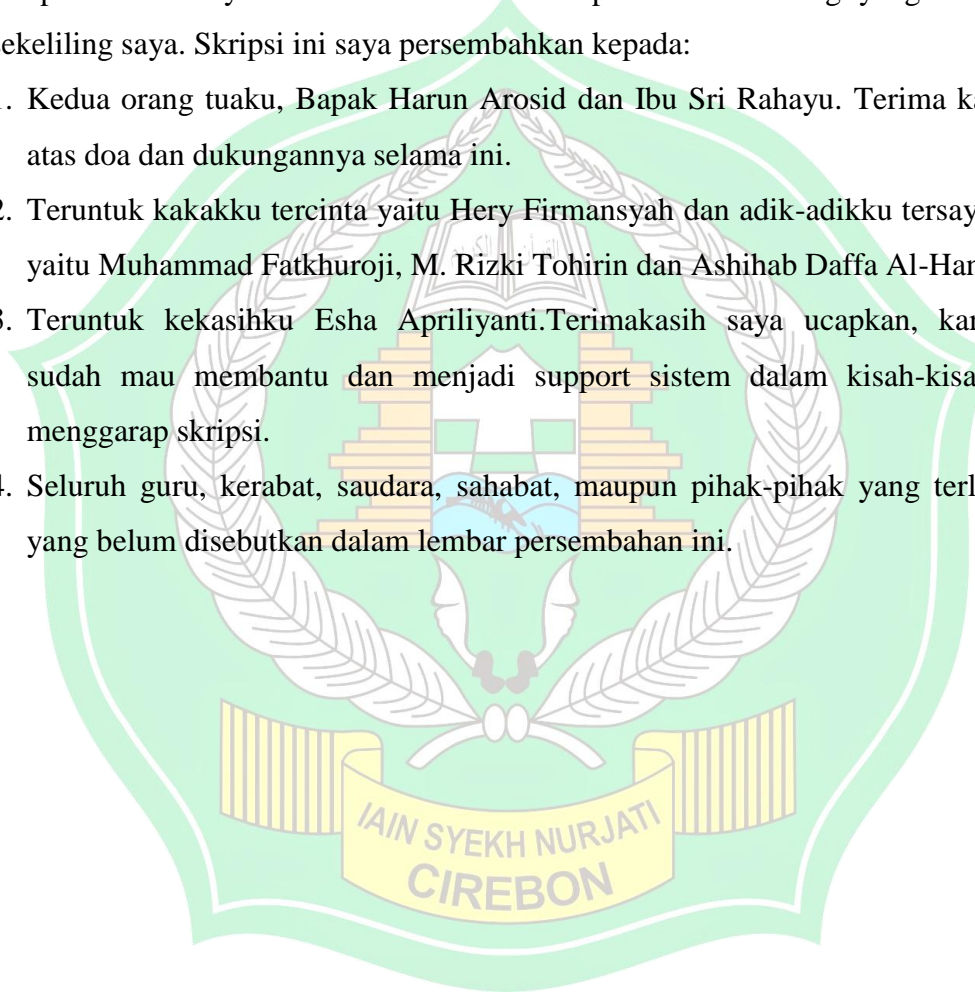 sekeliling saya. Skripsi ini saya persembahkan kepada:
1. Kedua orang tuaku, Bapak Harun Arosid dan Ibu Sri Rahayu. Terima
atas doa dan dukungannya selama ini.
2. Teruntuk kakakku tercinta yaitu Hery Firmansyah dan adik-adikku
yaitu Muhammad Fatkhuroji, M. Rizki Tohirin dan Ashihab Daffa
3. Teruntuk kekasihku Esha Apriliyanti.Terimakasih saya ucapkan,
sudah mau membantu dan menjadi support sistem dalam
menggarap skripsi.
4. Seluruh guru, kerabat, saudara, sahabat, maupun pihak-pihak yang
yang belum disebutkan dalam lembar persembahan ini.
IAIN SYEKH NURJATI
CIREBON